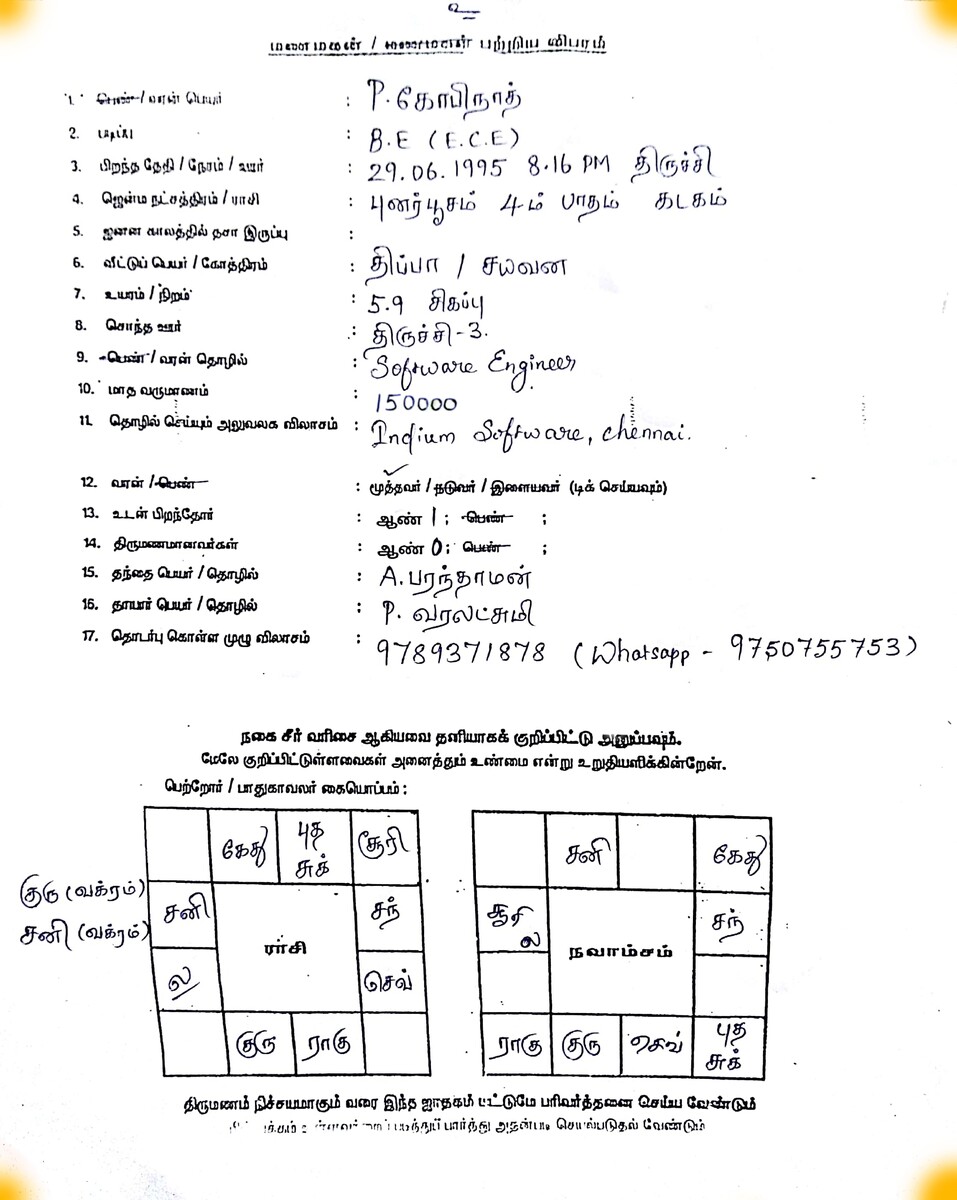 உ
மணமகள் / மணமகன் பற்றிய விபரம்
1. பெண் / வரன் பெயர் : P. கோபிநாத்
2. படிப்பு : B.E (E.C.E)
3. பிறந்த தேதி / நேரம் / ஊர் : 29.06.1995 8.16 PM திருச்சி
4. ஜென்ம நட்சத்திரம் / ராசி : புனர்பூசம் 4ம் பாதம் கடகம்
5. ஜனன காலத்தில் தசா இருப்பு :
6. வீட்டுப் பெயர் / கோத்திரம் : திப்பா / சயவன
7. உயரம் / நிறம் : 5.9 சிகப்பு
8. சொந்த ஊர் : திருச்சி-3.
9. பெண் / வரன் தொழில் : Software Engineer
10. மாத வருமானம் : 150000
11. தொழில் செய்யும் அலுவலக விலாசம் : Indium Software, Chennai.
12. வரன் / பெண் : மூத்தவர் / நடுவர் / இளையவர் (டிக் செய்யவும்)
13. உடன் பிறந்தோர் : ஆண் 1 ; பெண் ;
14. திருமணமானவர்கள் : ஆண் 0 ; பெண் ;
15. தந்தை பெயர் / தொழில் : A. பரந்தாமன்
16. தாயார் பெயர் / தொழில் : P. வரலட்சுமி
17. தொடர்பு கொள்ள முழு விலாசம் : 9789371878 (Whatsapp - 9750755753)
நகை சீர் வரிசை ஆகியவை தனியாகக் குறிப்பிட்டு அனுப்பவும்.
மேலே குறிப்பிட்டுள்ளவைகள் அனைத்தும் உண்மை என்று உறுதியளிக்கின்றேன்.
பெற்றோர் / பாதுகாவலர் கையொப்பம் :
கேது புத சுக் சூரி
குரு (வக்ரம்)
சனி (வக்ரம்)
சனி சந்
ராசி
ல செவ்
குரு ராகு
சனி கேது
சூரி ல சந்
நவாம்சம்
ராகு குரு செவ் புத சுக்
திருமணம் நிச்சயமாகும் வரை இந்த ஜாதகம் மட்டுமே பரிவர்த்தனை செய்ய வேண்டும்
பார்த்து அதன்படி செயல்படுதல் வேண்டும்